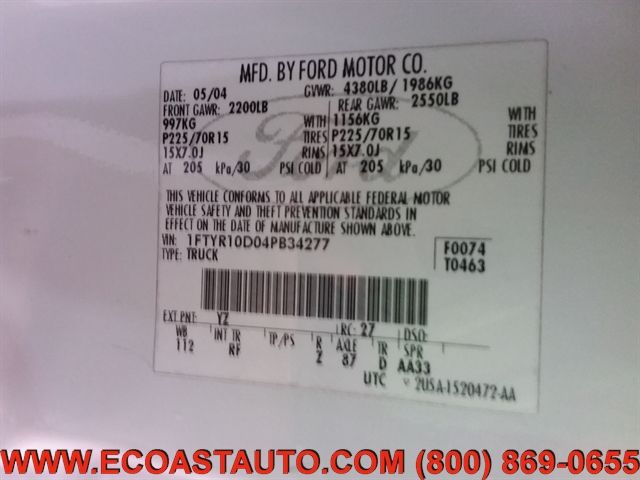 MFD. BY FORD MOTOR CO.
DATE: 05/04 GVWR: 4380LB/ 1986KG
FRONT GAWR: 2200LB REAR GAWR: 2550LB
997KG WITH 1156KG WITH
P225/70R15 TIRES P225/70R15 TIRES
15X7.0J RIMS 15X7.0J RIMS
AT 205 kPa/30 PSI COLD AT 205 kPa/30 PSI COLD
Ford
THIS VEHICLE CONFORMS TO ALL APPLICABLE FEDERAL MOTOR
VEHICLE SAFETY AND THEFT PREVENTION STANDARDS IN
EFFECT ON THE DATE OF MANUFACTURE SHOWN ABOVE.
VIN: 1FTYR10D04PB34277 F0074
TYPE: TRUCK T0463
EXT PNT: YZ RC: 27 DSO:
WB INT TR TP/PS R AXLE TR SPR
112 RF 2 87 D AA33
UTC 2U5A-1520472-AA
WWW.ECOASTAUTO.COM (800) 869-0655